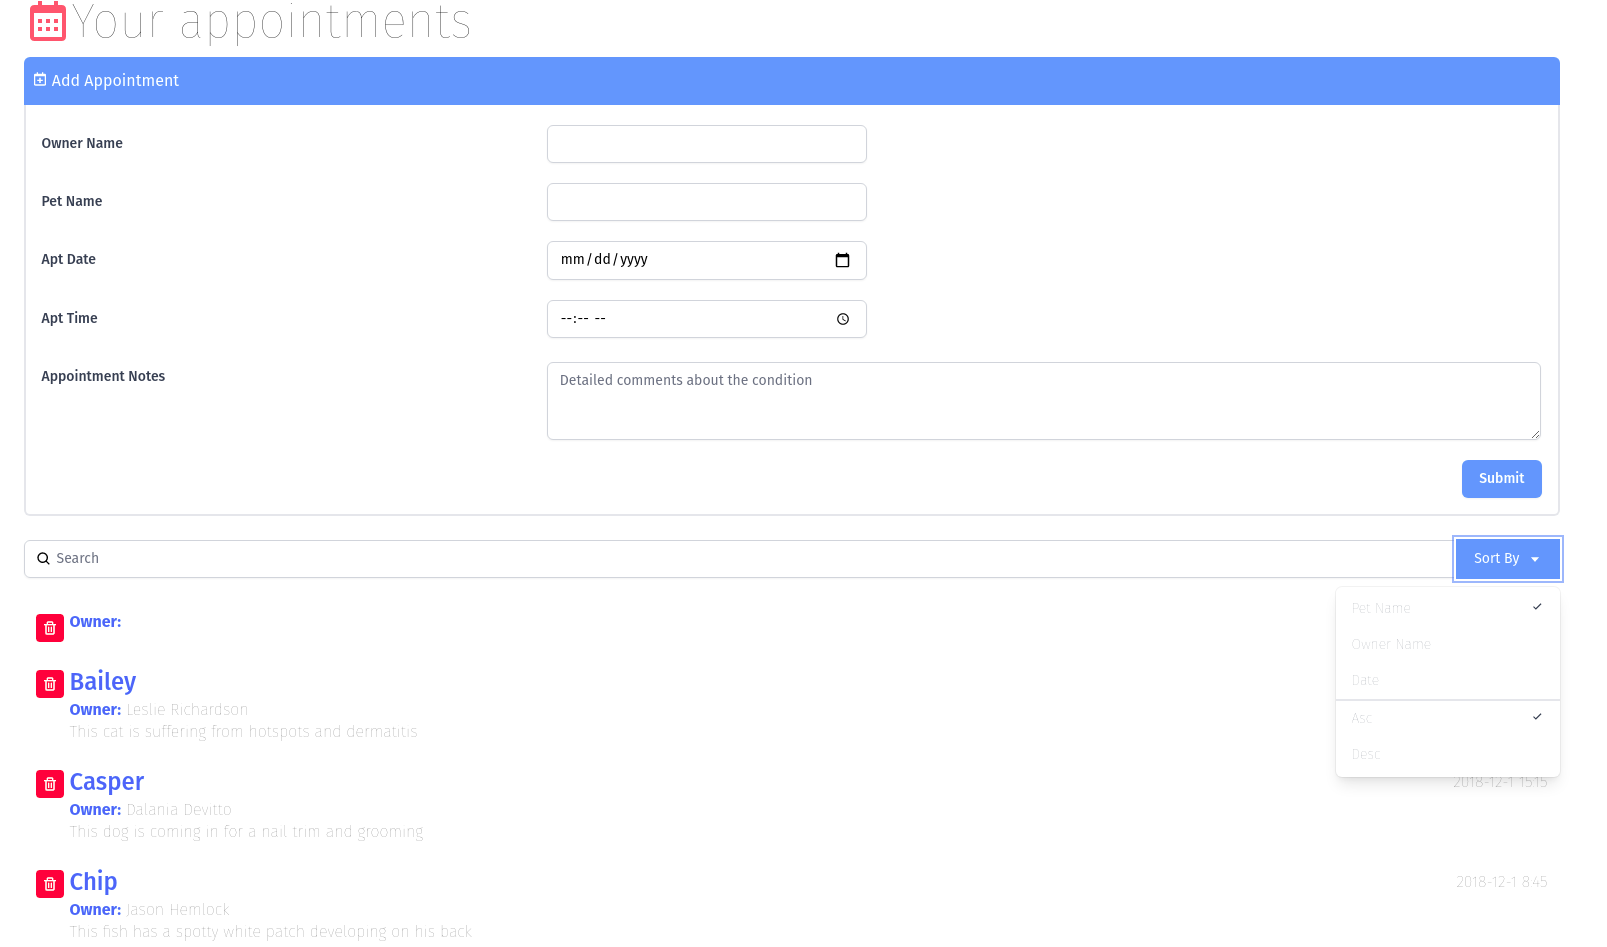 Your appointments
Add Appointment
Owner Name
Pet Name
Apt Date
mm/dd/yyyy
Apt Time
--:-- --
Appointment Notes
Detailed comments about the condition
Submit
Search
Sort By
Pet Name
Owner Name
Date
Asc
Desc
Owner:
Bailey
Owner: Leslie Richardson
This cat is suffering from hotspots and dermatitis
Casper
2018-12-1 15:15
Owner: Dalania Devitto
This dog is coming in for a nail trim and grooming
Chip
2018-12-1 8:45
Owner: Jason Hemlock
This fish has a spotty white patch developing on his back